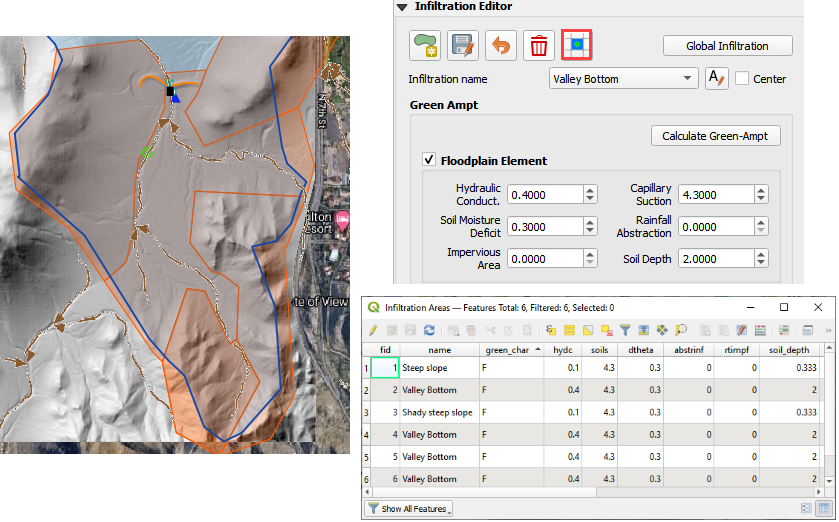 Infiltration Editor
Global Infiltration
Infiltration name
Valley Bottom
A
Center
Green Ampt
Calculate Green-Ampt
Floodplain Element
Hydraulic Conduct.
0.4000
Capillary Suction
4.3000
Soil Moisture Deficit
0.3000
Rainfall Abstraction
0.0000
Impervious Area
0.0000
Soil Depth
2.0000
N 7th St
ilton
esort
te of View
Infiltration Areas — Features Total: 6, Filtered: 6, Selected: 0
fid name green_char hydc soils dtheta abstrinf rtimpf soil_depth
1 1 Steep slope F 0.1 4.3 0.3 0 0 0.333
2 2 Valley Bottom F 0.4 4.3 0.3 0 0 2
3 3 Shady steep slope F 0.1 4.3 0.3 0 0 0.333
4 4 Valley Bottom F 0.4 4.3 0.3 0 0 2
5 5 Valley Bottom F 0.4 4.3 0.3 0 0 2
6 6 Valley Bottom F 0.4 4.3 0.3 0 0 2
Show All Features